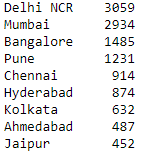 Delhi NCR    3059
Mumbai       2934
Bangalore    1485
Pune         1231
Chennai       914
Hyderabad     874
Kolkata       632
Ahmedabad     487
Jaipur        452